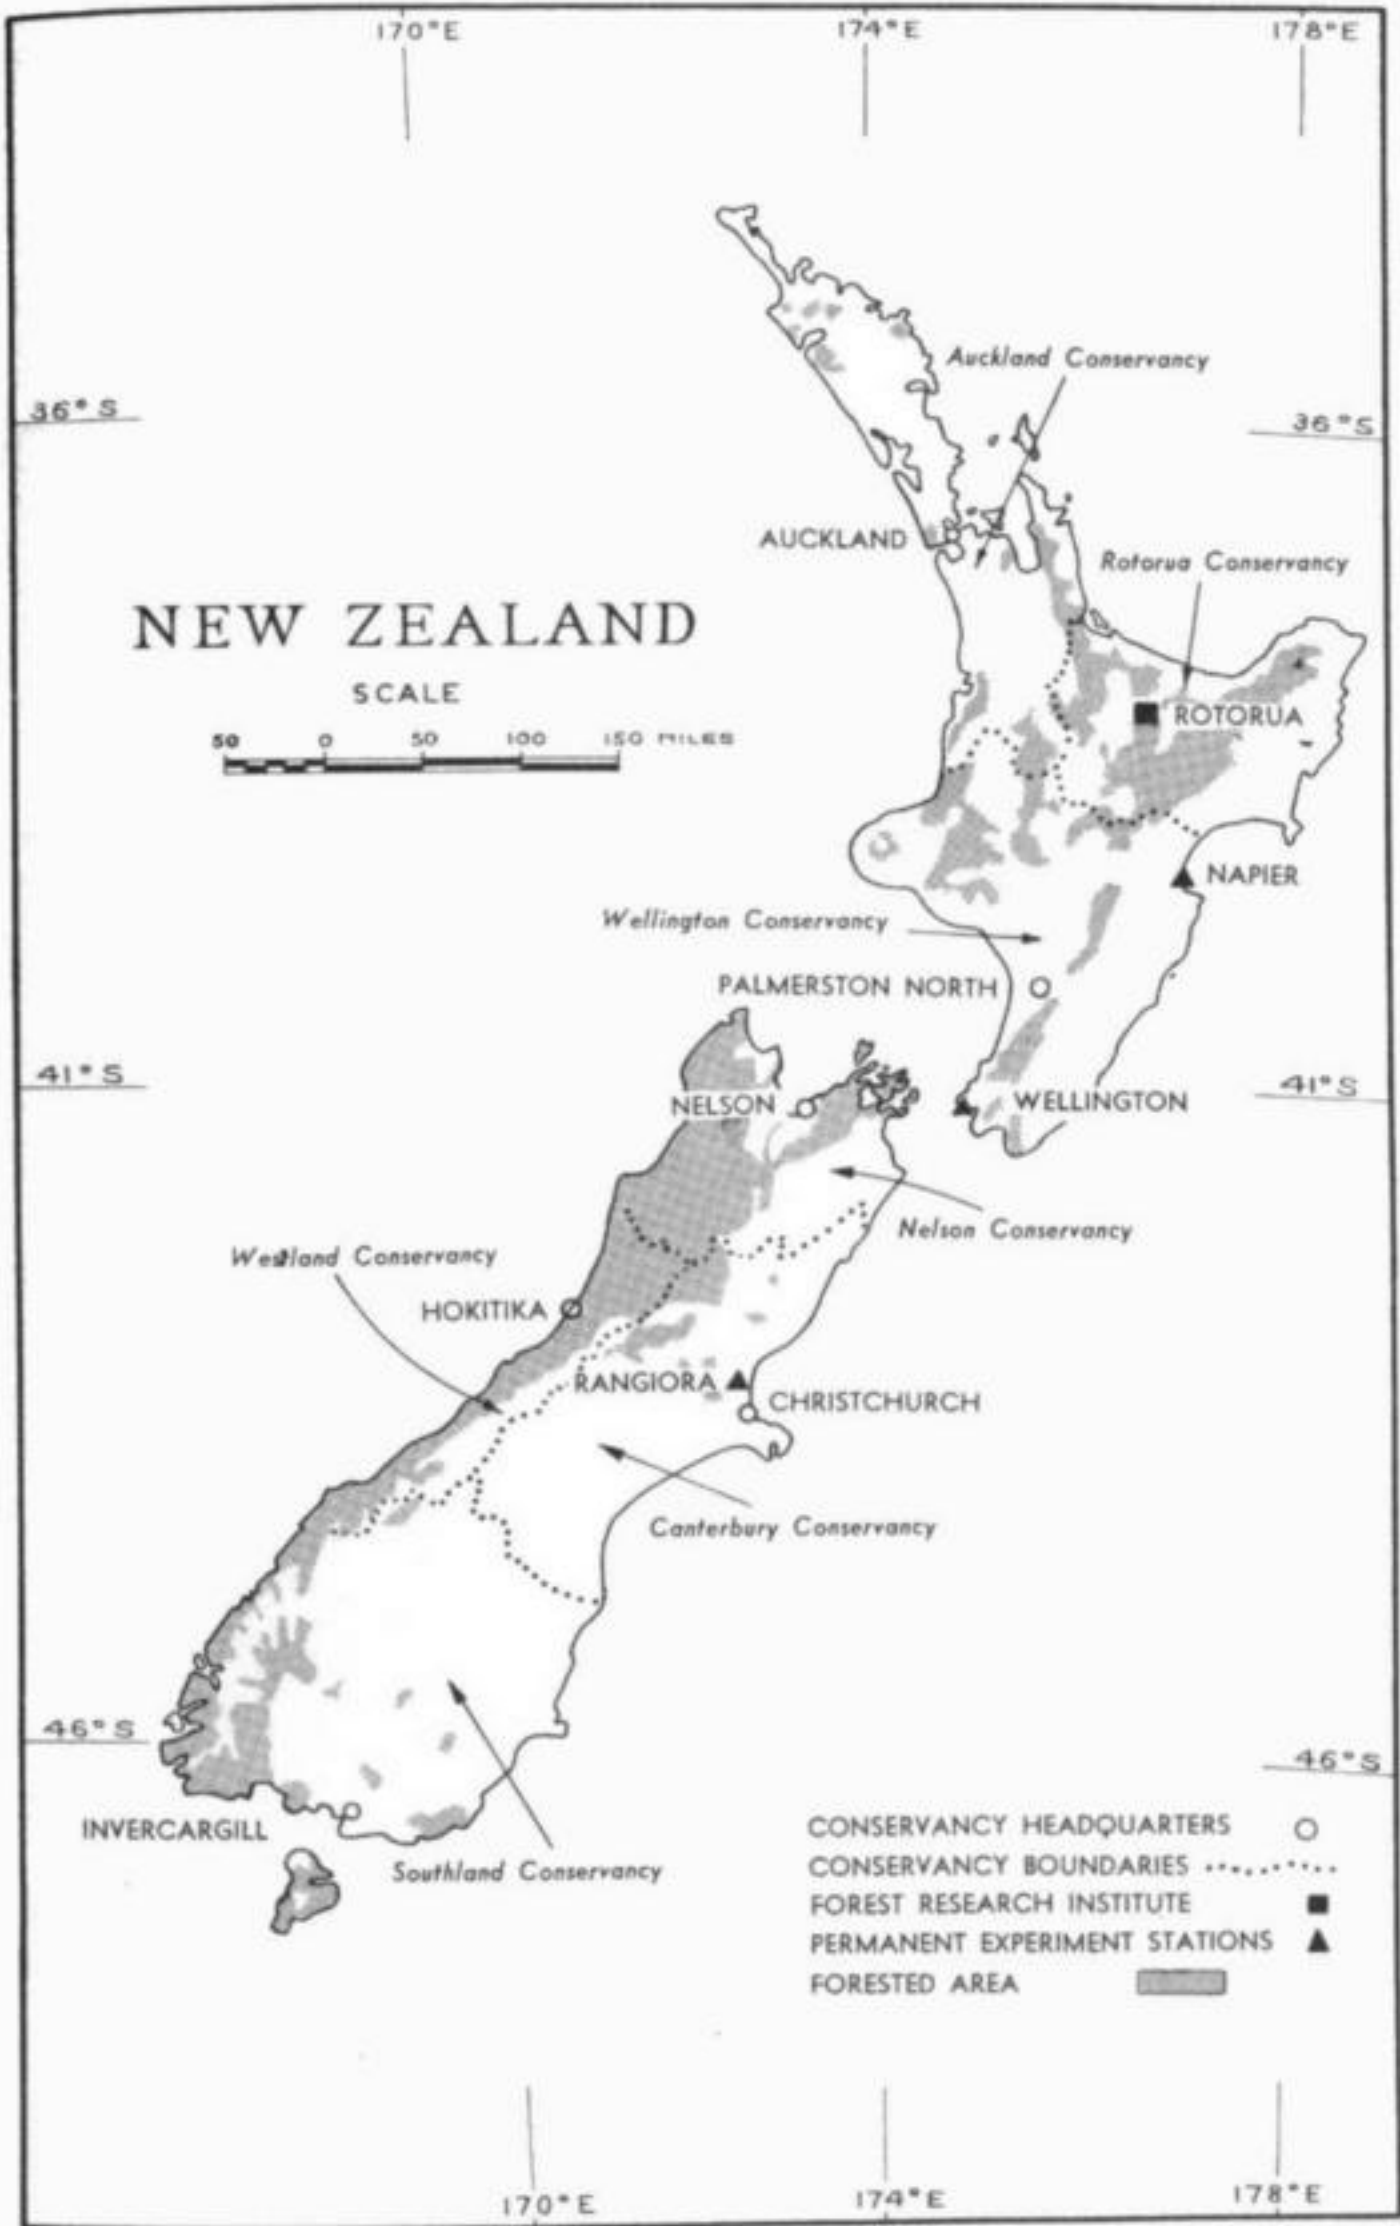 170°E 174°E 178°E
Auckland Conservancy
36°S 36°S
AUCKLAND
Rotorua Conservancy
NEW ZEALAND
SCALE
50 0 50 100 150 MILES
ROTORUA
NAPIER
Wellington Conservancy
PALMERSTON NORTH
41°S 41°S
NELSON
WELLINGTON
Nelson Conservancy
Westland Conservancy
HOKITIKA
RANGIORA
CHRISTCHURCH
Canterbury Conservancy
46°S 46°S
INVERCARGILL
Southland Conservancy
CONSERVANCY HEADQUARTERS
CONSERVANCY BOUNDARIES
FOREST RESEARCH INSTITUTE
PERMANENT EXPERIMENT STATIONS
FORESTED AREA
170°E 174°E 178°E